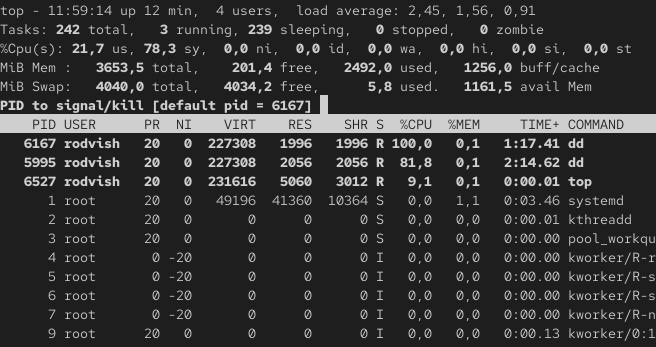 top - 11:59:14 up 12 min,  4 users,  load average: 2,45, 1,56, 0,91
Tasks: 242 total,   3 running, 239 sleeping,   0 stopped,   0 zombie
%Cpu(s): 21,7 us, 78,3 sy,  0,0 ni,  0,0 id,  0,0 wa,  0,0 hi,  0,0 si,  0,0 st
MiB Mem :   3653,5 total,    201,4 free,   2492,0 used,   1256,0 buff/cache
MiB Swap:   4040,0 total,   4034,2 free,      5,8 used.   1161,5 avail Mem
PID to signal/kill [default pid = 6167]
PID USER      PR  NI    VIRT    RES    SHR S  %CPU  %MEM     TIME+ COMMAND
6167 rodvish   20   0  227308   1996   1996 R 100,0   0,1   1:17.41 dd
5995 rodvish   20   0  227308   2056   2056 R  81,8   0,1   2:14.62 dd
6527 rodvish   20   0  231616   5060   3012 R   9,1   0,1   0:00.01 top
1 root      20   0   49196  41360  10364 S   0,0   1,1   0:03.46 systemd
2 root      20   0       0      0      0 S   0,0   0,0   0:00.01 kthreadd
3 root      20   0       0      0      0 S   0,0   0,0   0:00.00 pool_workqu
4 root       0 -20       0      0      0 I   0,0   0,0   0:00.00 kworker/R-r
5 root       0 -20       0      0      0 I   0,0   0,0   0:00.00 kworker/R-s
6 root       0 -20       0      0      0 I   0,0   0,0   0:00.00 kworker/R-s
7 root       0 -20       0      0      0 I   0,0   0,0   0:00.00 kworker/R-n
9 root      20   0       0      0      0 I   0,0   0,0   0:00.13 kworker/0:1